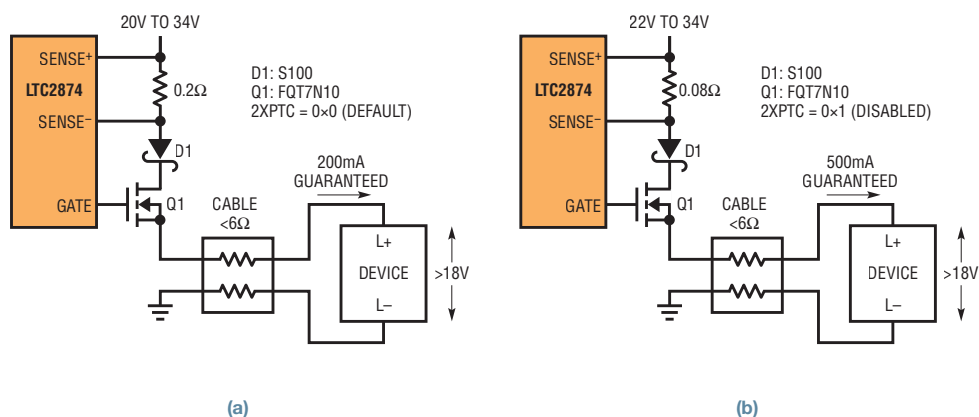 20V TO 34V
SENSE+
LTC2874
0.2Ω
SENSE–
D1: S100
Q1: FQT7N10
2XPTC = 0×0 (DEFAULT)
D1
200mA
GUARANTEED
GATE
Q1
CABLE
<6Ω
L+
DEVICE
L–
>18V
(a)
22V TO 34V
SENSE+
LTC2874
0.08Ω
SENSE–
D1: S100
Q1: FQT7N10
2XPTC = 0×1 (DISABLED)
D1
500mA
GUARANTEED
GATE
Q1
CABLE
<6Ω
L+
DEVICE
L–
>18V
(b)